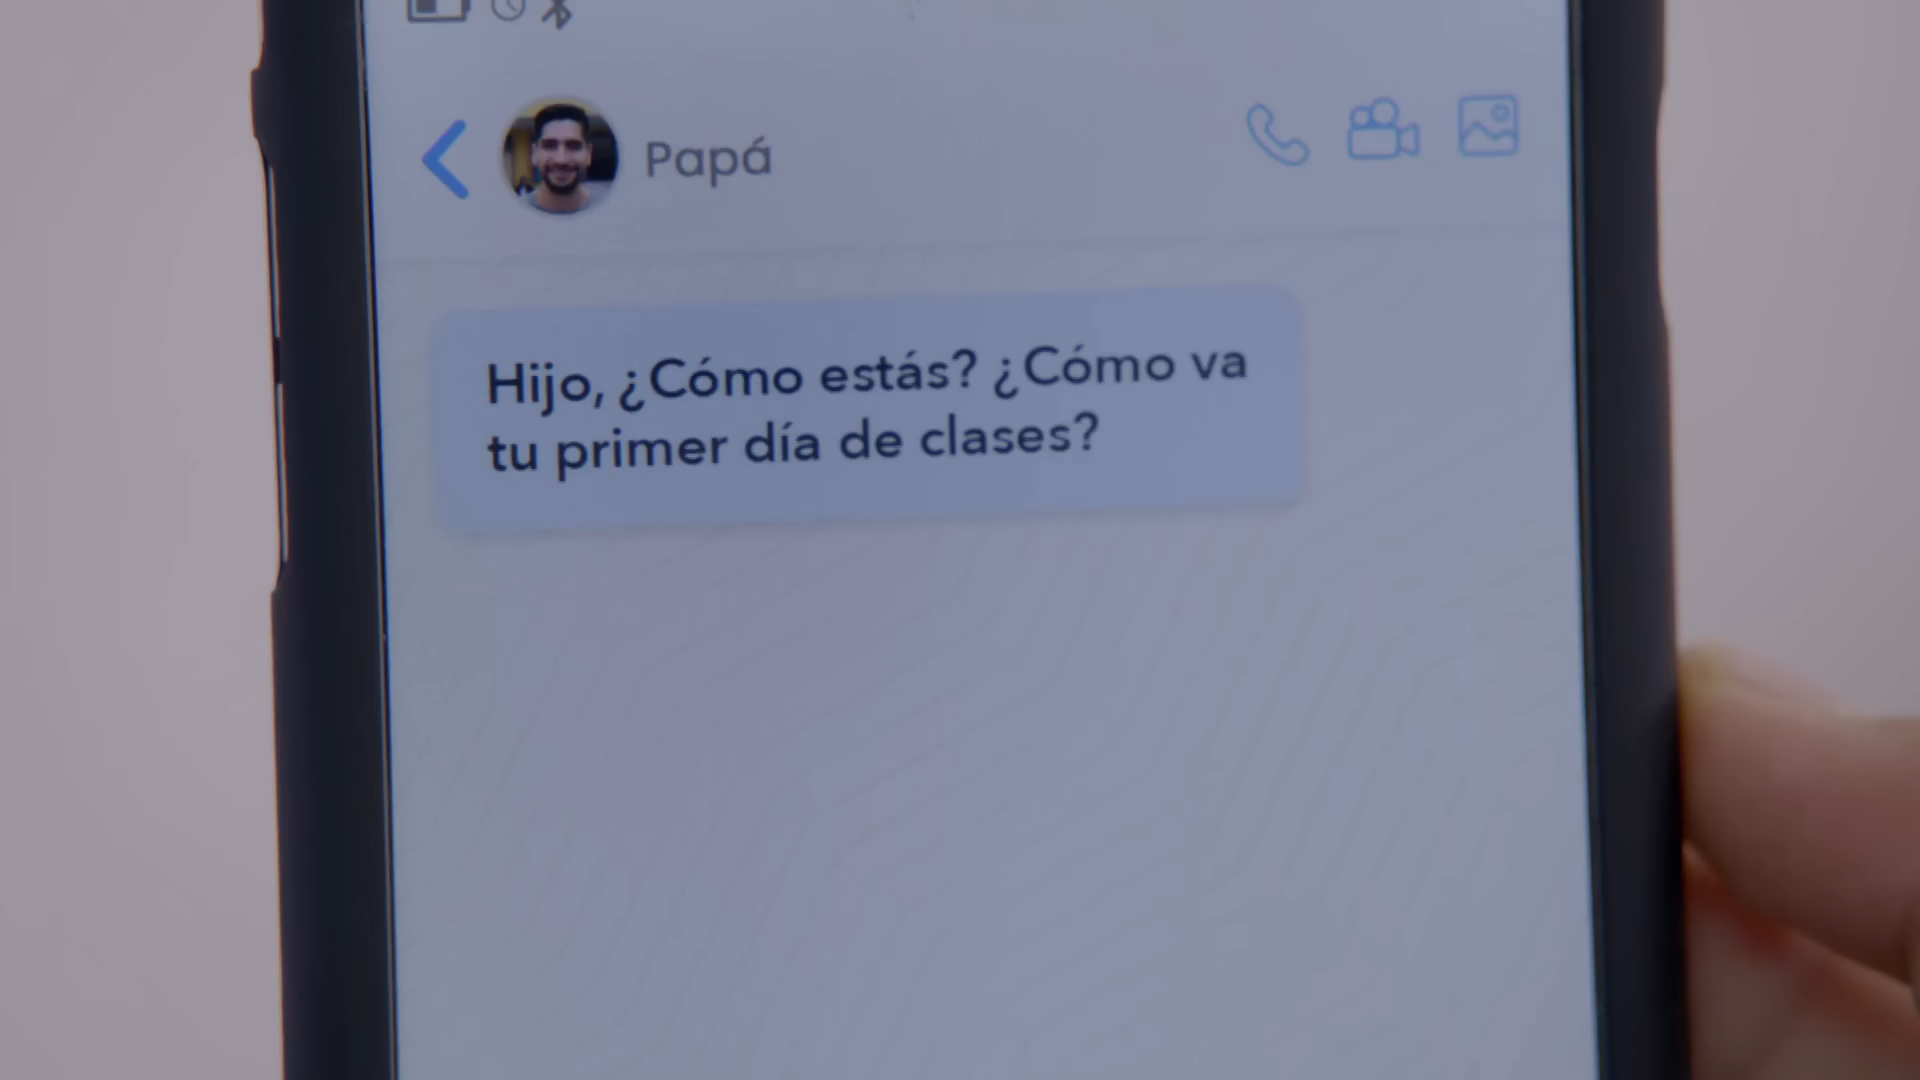 Papá
Hijo, ¿Cómo estás? ¿Cómo va
tu primer día de clases?